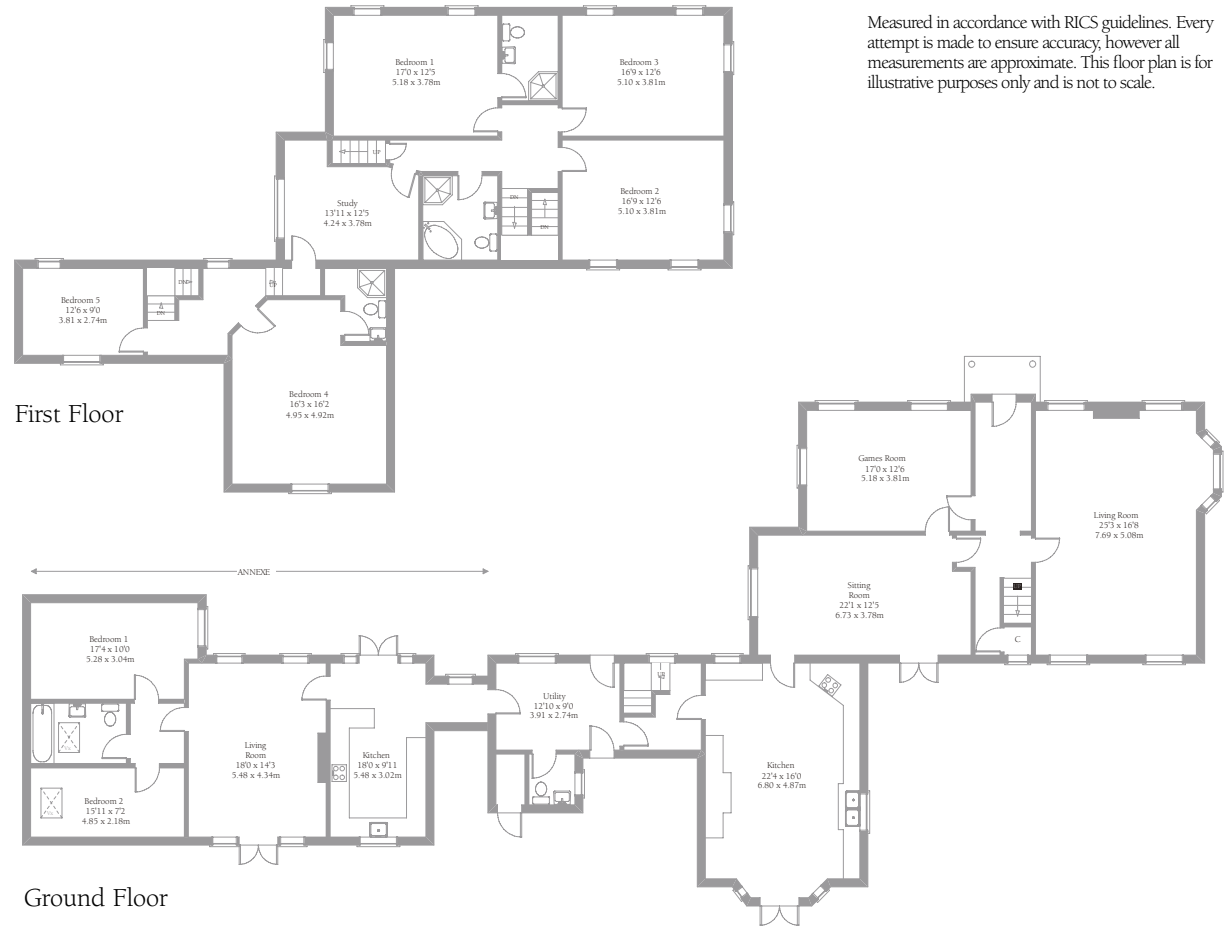 Measured in accordance with RICS guidelines. Every
attempt is made to ensure accuracy, however all
measurements are approximate. This floor plan is for
illustrative purposes only and is not to scale.
Bedroom 1
17'0 x 12'5
5.18 x 3.78m
Bedroom 3
16'9 x 12'6
5.10 x 3.81m
UP
Study
13'11 x 12'5
4.24 x 3.78m
Bedroom 2
16'9 x 12'6
5.10 x 3.81m
DN
DN
Bedroom 5
12'6 x 9'0
3.81 x 2.74m
DN
DN
UP
Bedroom 4
16'3 x 16'2
4.95 x 4.92m
First Floor
Games Room
17'0 x 12'6
5.18 x 3.81m
Living Room
25'3 x 16'8
7.69 x 5.08m
Sitting
Room
22'1 x 12'5
6.73 x 3.78m
C
ANNEXE
Bedroom 1
17'4 x 10'0
5.28 x 3.04m
Living
Room
18'0 x 14'3
5.48 x 4.34m
Kitchen
18'0 x 9'11
5.48 x 3.02m
Utility
12'10 x 9'0
3.91 x 2.74m
UP
Kitchen
22'4 x 16'0
6.80 x 4.87m
Bedroom 2
15'11 x 7'2
4.85 x 2.18m
Ground Floor